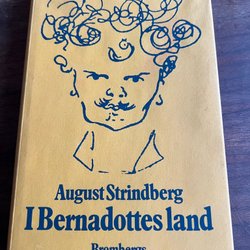 August Strindberg
I Bernadottes land
Brombergs